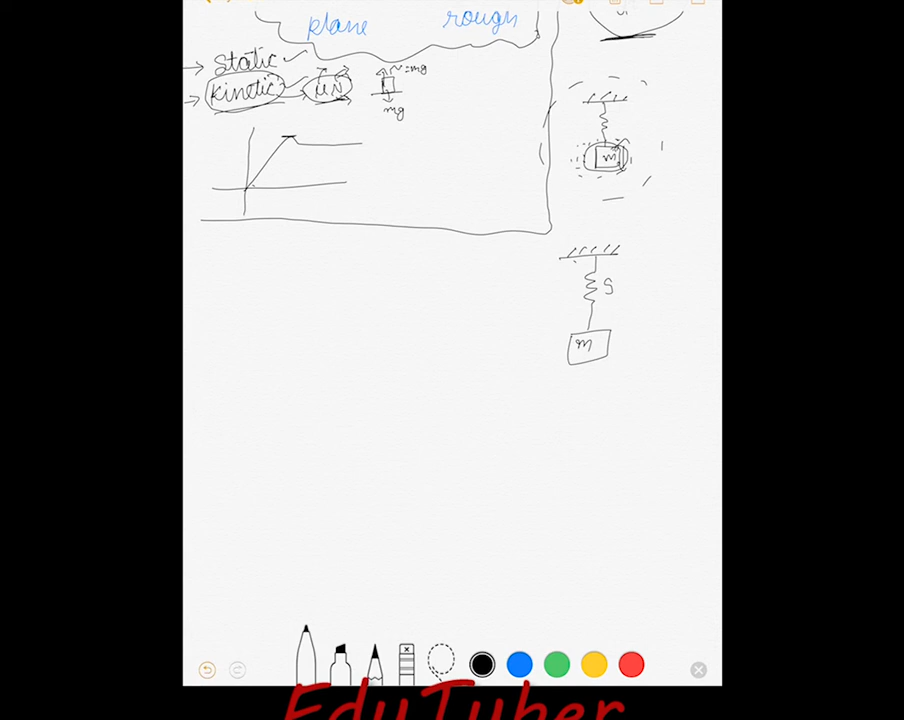 plane rough
static
kinetic μN N=mg
mg
m
S
m
EduTuber